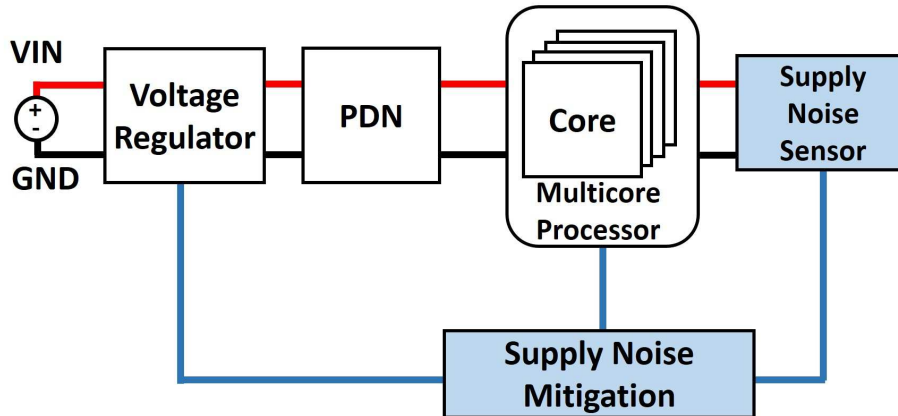 VIN
+
-
GND
Voltage
Regulator
PDN
Core
Multicore
Processor
Supply
Noise
Sensor
Supply Noise
Mitigation